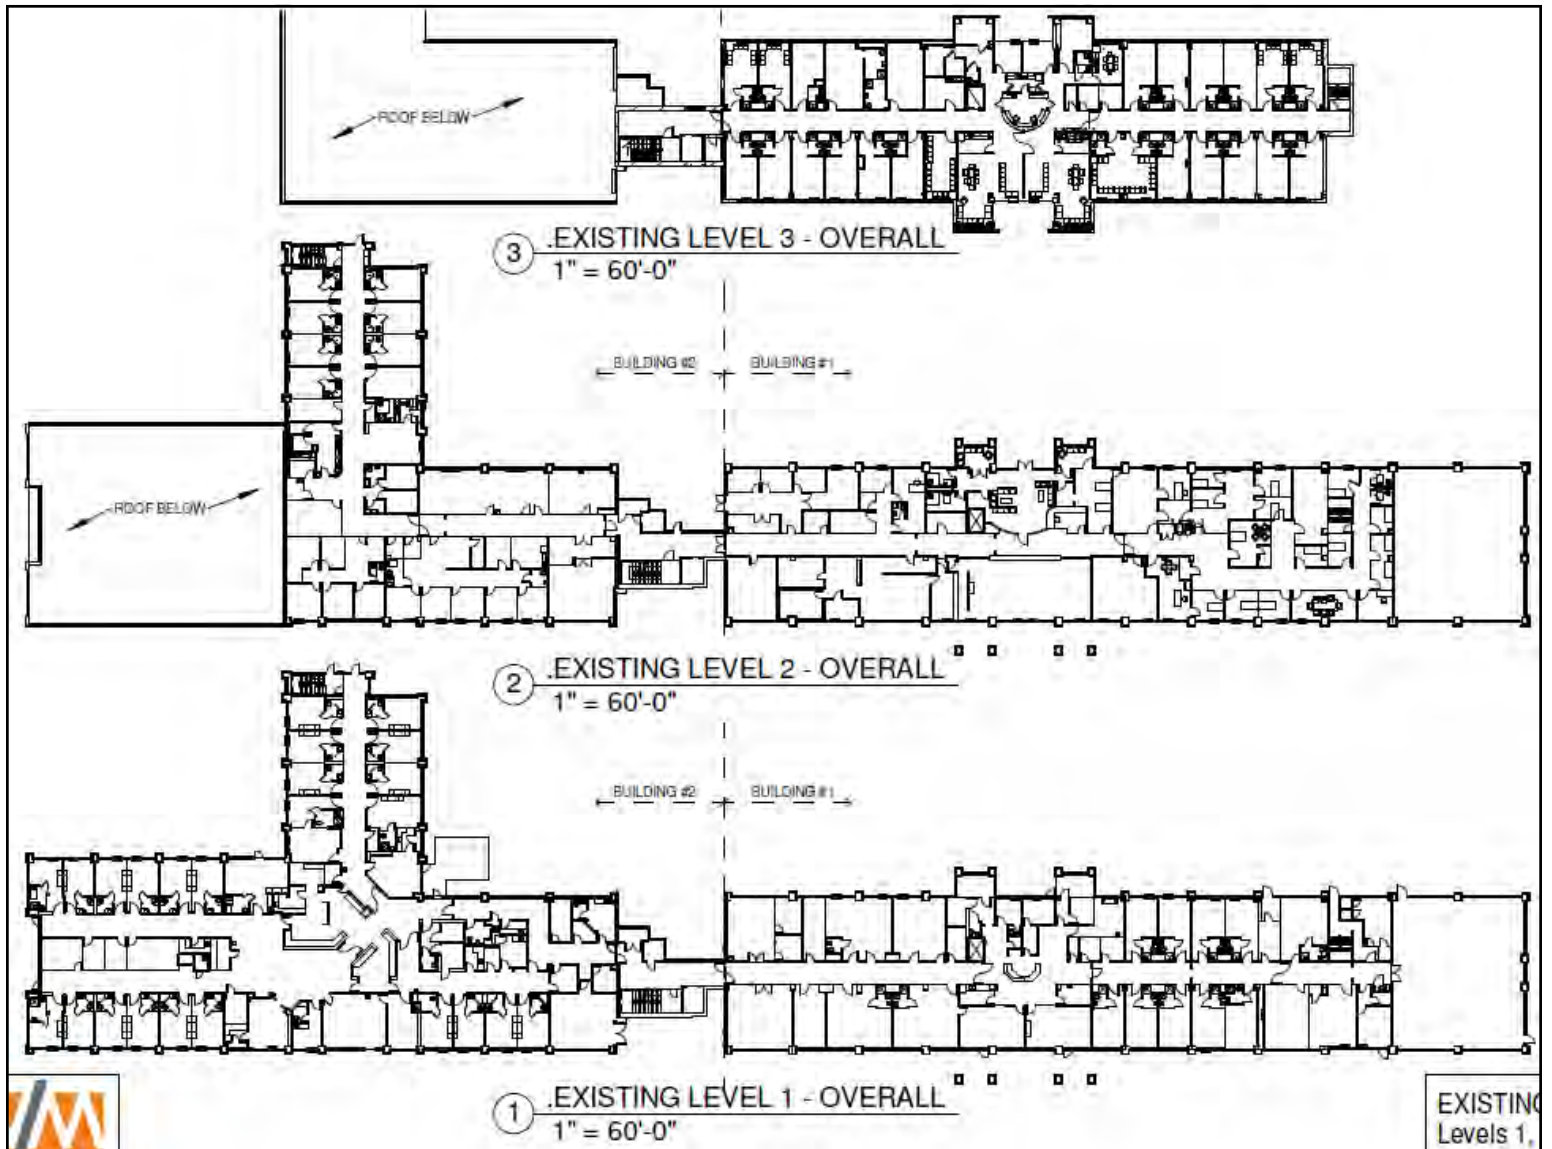 ROOF BELOW
3
.EXISTING LEVEL 3 - OVERALL
1" = 60'-0"
BUILDING #2
BUILDING #1
ROOF BELOW
2
.EXISTING LEVEL 2 - OVERALL
1" = 60'-0"
BUILDING #2
BUILDING #1
1
.EXISTING LEVEL 1 - OVERALL
1" = 60'-0"
EXISTING
Levels 1,